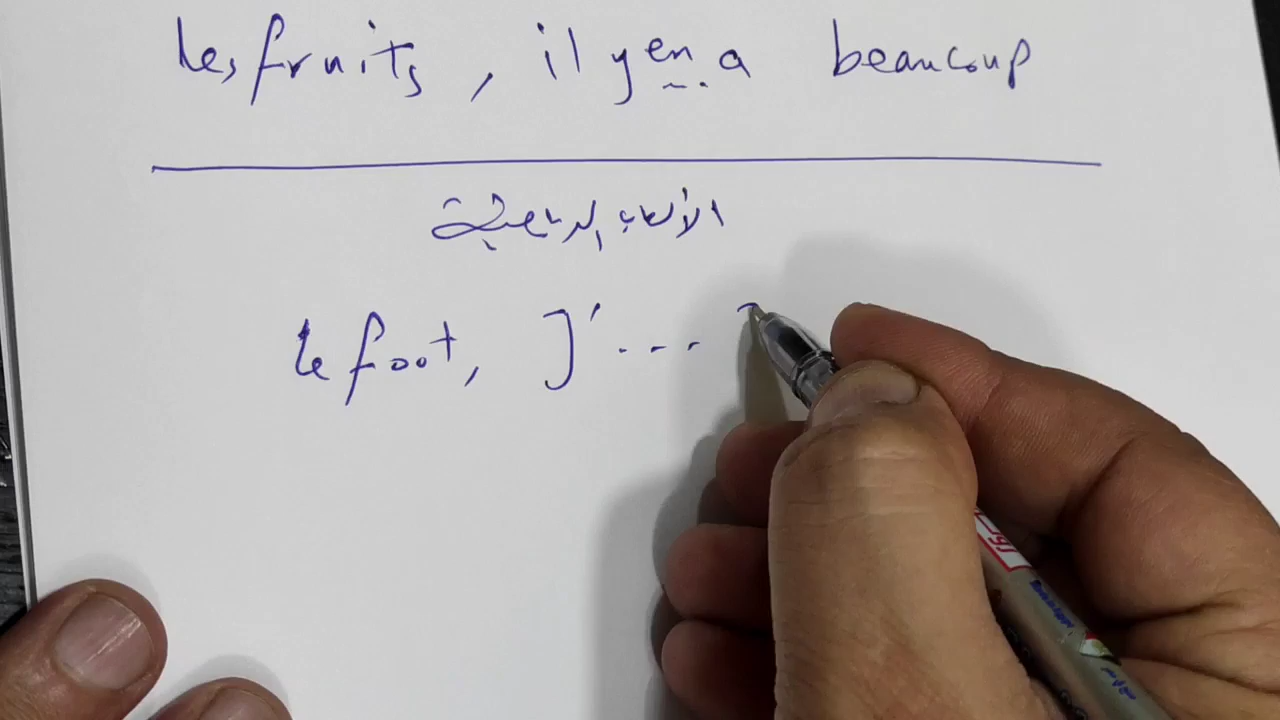 les fruits, il y en a beaucoup
الألعاب الرياضية
le foot, J'...